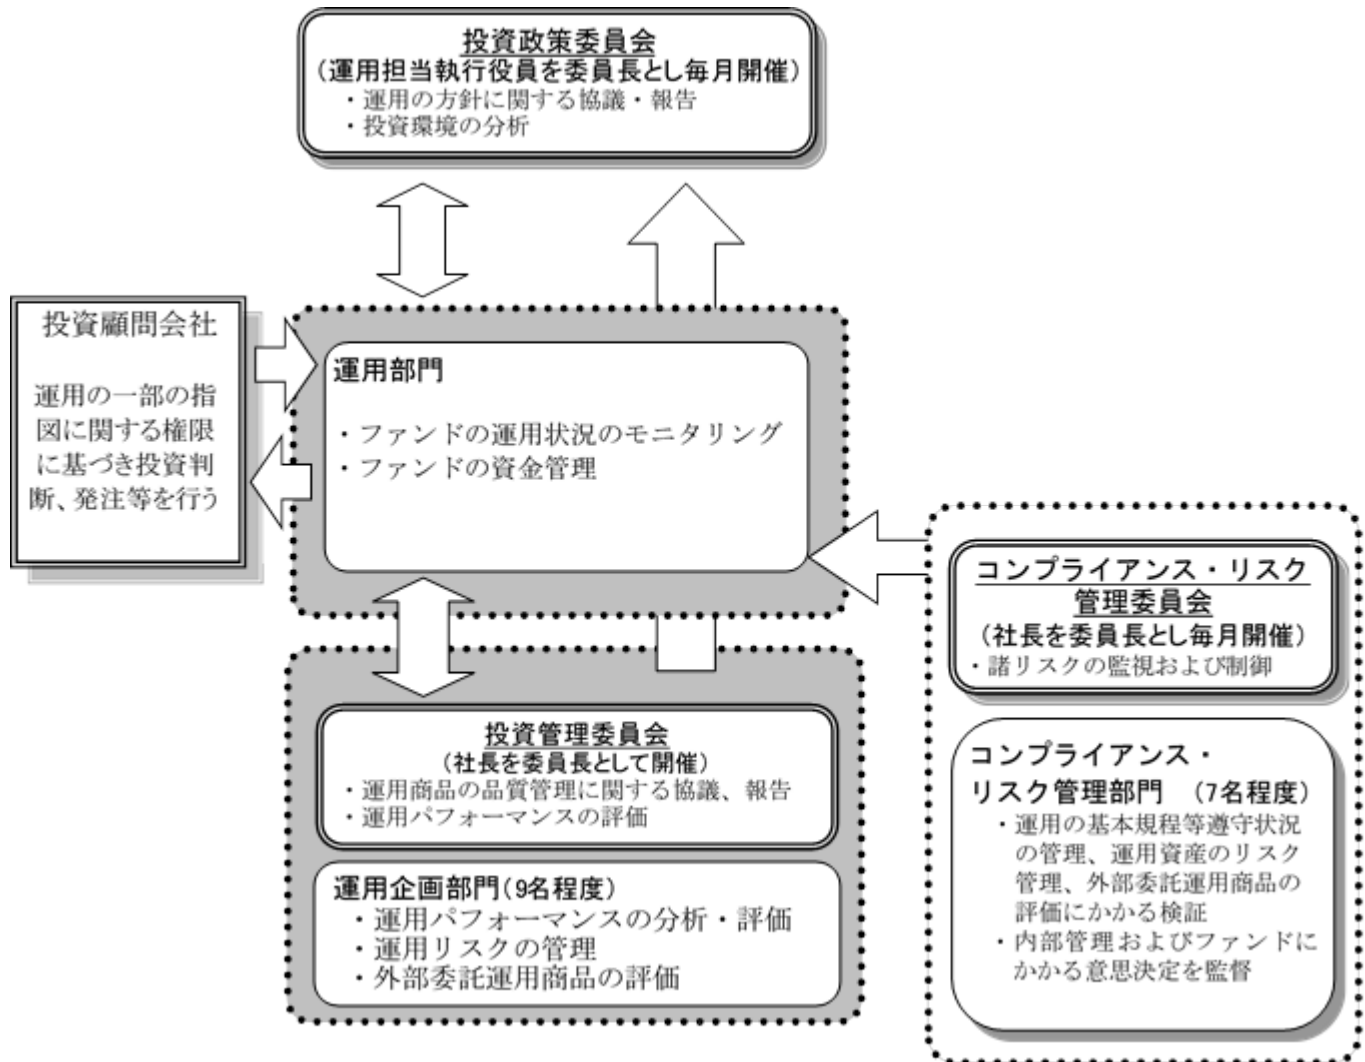 投資政策委員会
（運用担当執行役員を委員長とし毎月開催）
・運用の方針に関する協議・報告
・投資環境の分析
投資顧問会社
運用の一部の指
図に関する権限
に基づき投資判
断、発注等を行う
運用部門
・ファンドの運用状況のモニタリング
・ファンドの資金管理
コンプライアンス・リスク
管理委員会
（社長を委員長とし毎月開催）
・諸リスクの監視および制御
投資管理委員会
（社長を委員長として開催）
・運用商品の品質管理に関する協議、報告
・運用パフォーマンスの評価
運用企画部門（9名程度）
・運用パフォーマンスの分析・評価
・運用リスクの管理
・外部委託運用商品の評価
コンプライアンス・
リスク管理部門　（7名程度）
・運用の基本規程等遵守状況
の管理、運用資産のリスク
管理、外部委託運用商品の
評価にかかる検証
・内部管理およびファンドに
かかる意思決定を監督